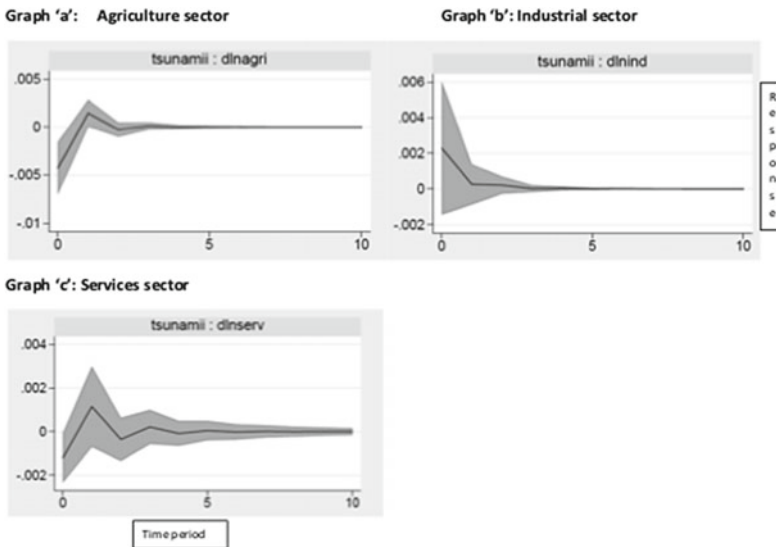 Graph ‘a’: Agriculture sector
Graph ‘b’: Industrial sector
tsunamii : dlnagri
.005
0
-.005
-.01
0 5 10
tsunamii : dlnind
.006
.004
.002
0
-.002
0 5 10
Response
Graph ‘c’: Services sector
tsunamii : dlnserv
.004
.002
0
-.002
0 5 10
Time period